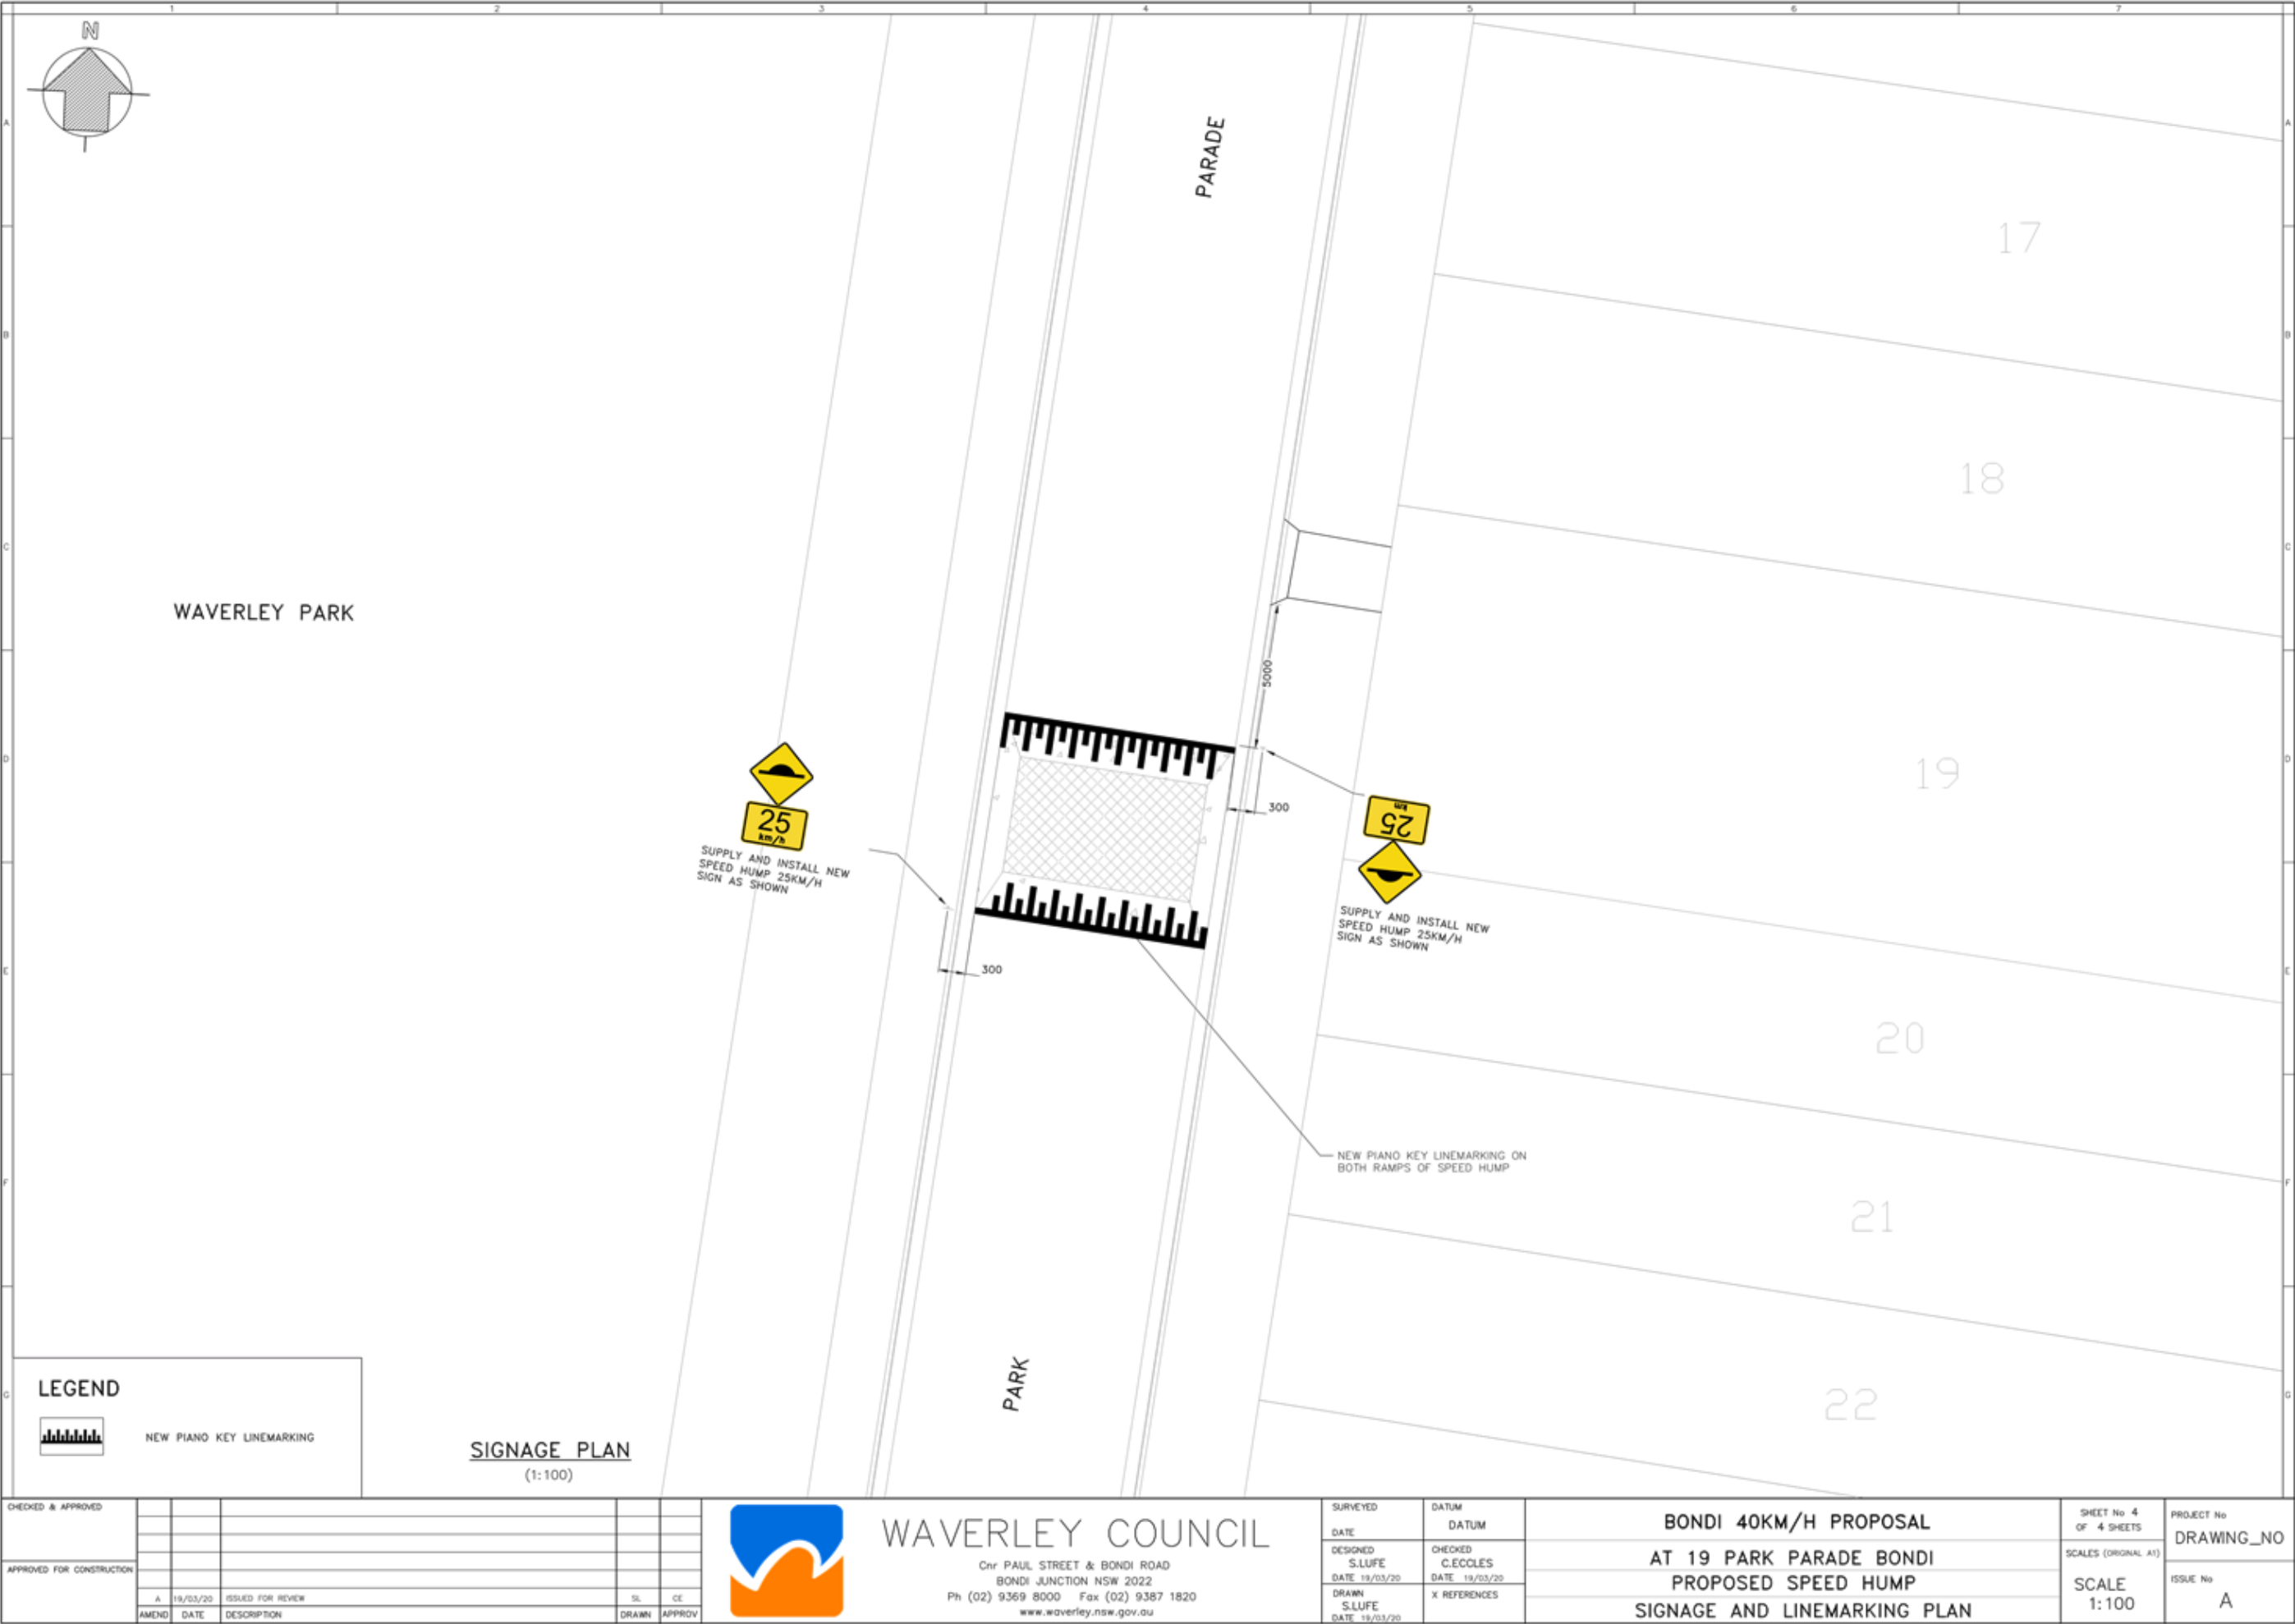 1 2 3 4 5 6 7
N
A A
PARADE
17
B B
18
C C
WAVERLEY PARK
5000
D D
19
25
km/h
SUPPLY AND INSTALL NEW
SPEED HUMP 25KM/H
SIGN AS SHOWN
300
25
km
SUPPLY AND INSTALL NEW
SPEED HUMP 25KM/H
SIGN AS SHOWN
300
E E
20
NEW PIANO KEY LINEMARKING ON
BOTH RAMPS OF SPEED HUMP
F F
21
PARK
22
G G
LEGEND
NEW PIANO KEY LINEMARKING
SIGNAGE PLAN
(1:100)
CHECKED & APPROVED
APPROVED FOR CONSTRUCTION
A 19/03/20 ISSUED FOR REVIEW SL CE
AMEND DATE DESCRIPTION DRAWN APPROV
WAVERLEY COUNCIL
Cnr PAUL STREET & BONDI ROAD
BONDI JUNCTION NSW 2022
Ph (02) 9369 8000 Fax (02) 9387 1820
www.waverley.nsw.gov.au
SURVEYED
DATE
DATUM
DATUM
DESIGNED
S.LUFE
DATE 19/03/20
CHECKED
C.ECCLES
DATE 19/03/20
DRAWN
S.LUFE
DATE 19/03/20
X REFERENCES
BONDI 40KM/H PROPOSAL
AT 19 PARK PARADE BONDI
PROPOSED SPEED HUMP
SIGNAGE AND LINEMARKING PLAN
SHEET No 4
OF 4 SHEETS
SCALES (ORIGINAL A1)
SCALE
1:100
PROJECT No
DRAWING_NO
ISSUE No
A